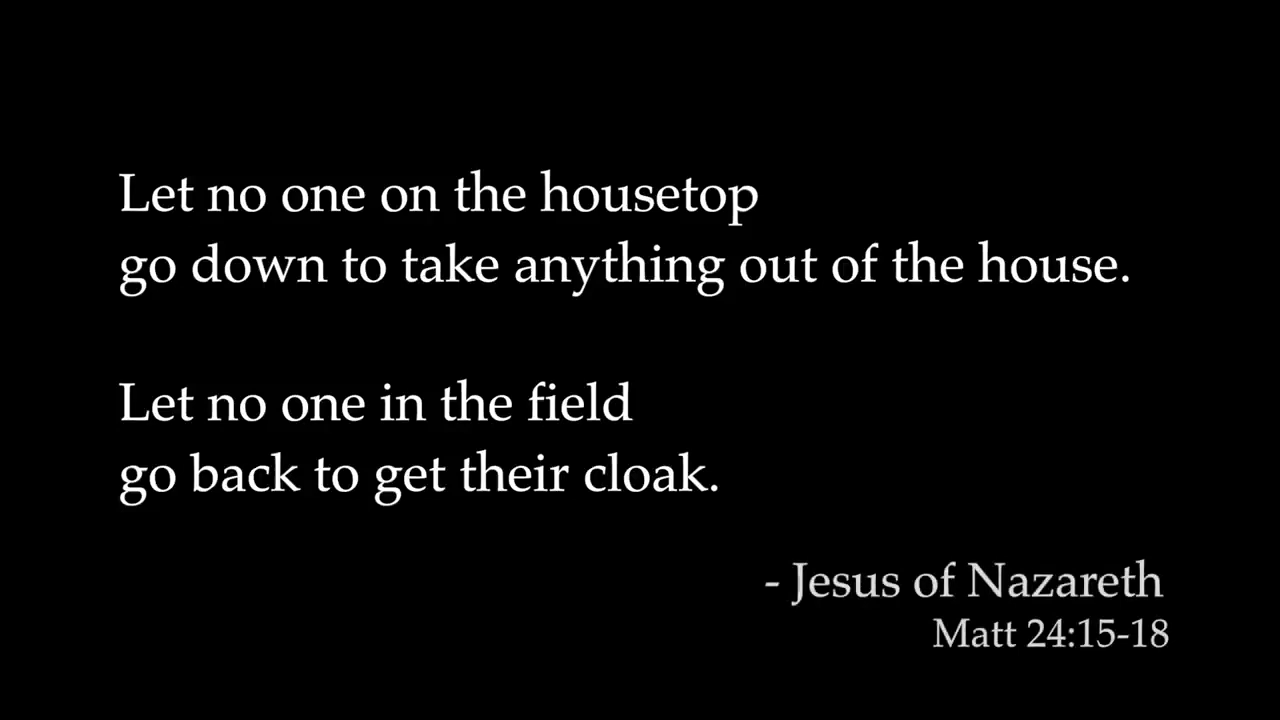 Let no one on the housetop
go down to take anything out of the house.
Let no one in the field
go back to get their cloak.
- Jesus of Nazareth
Matt 24:15-18